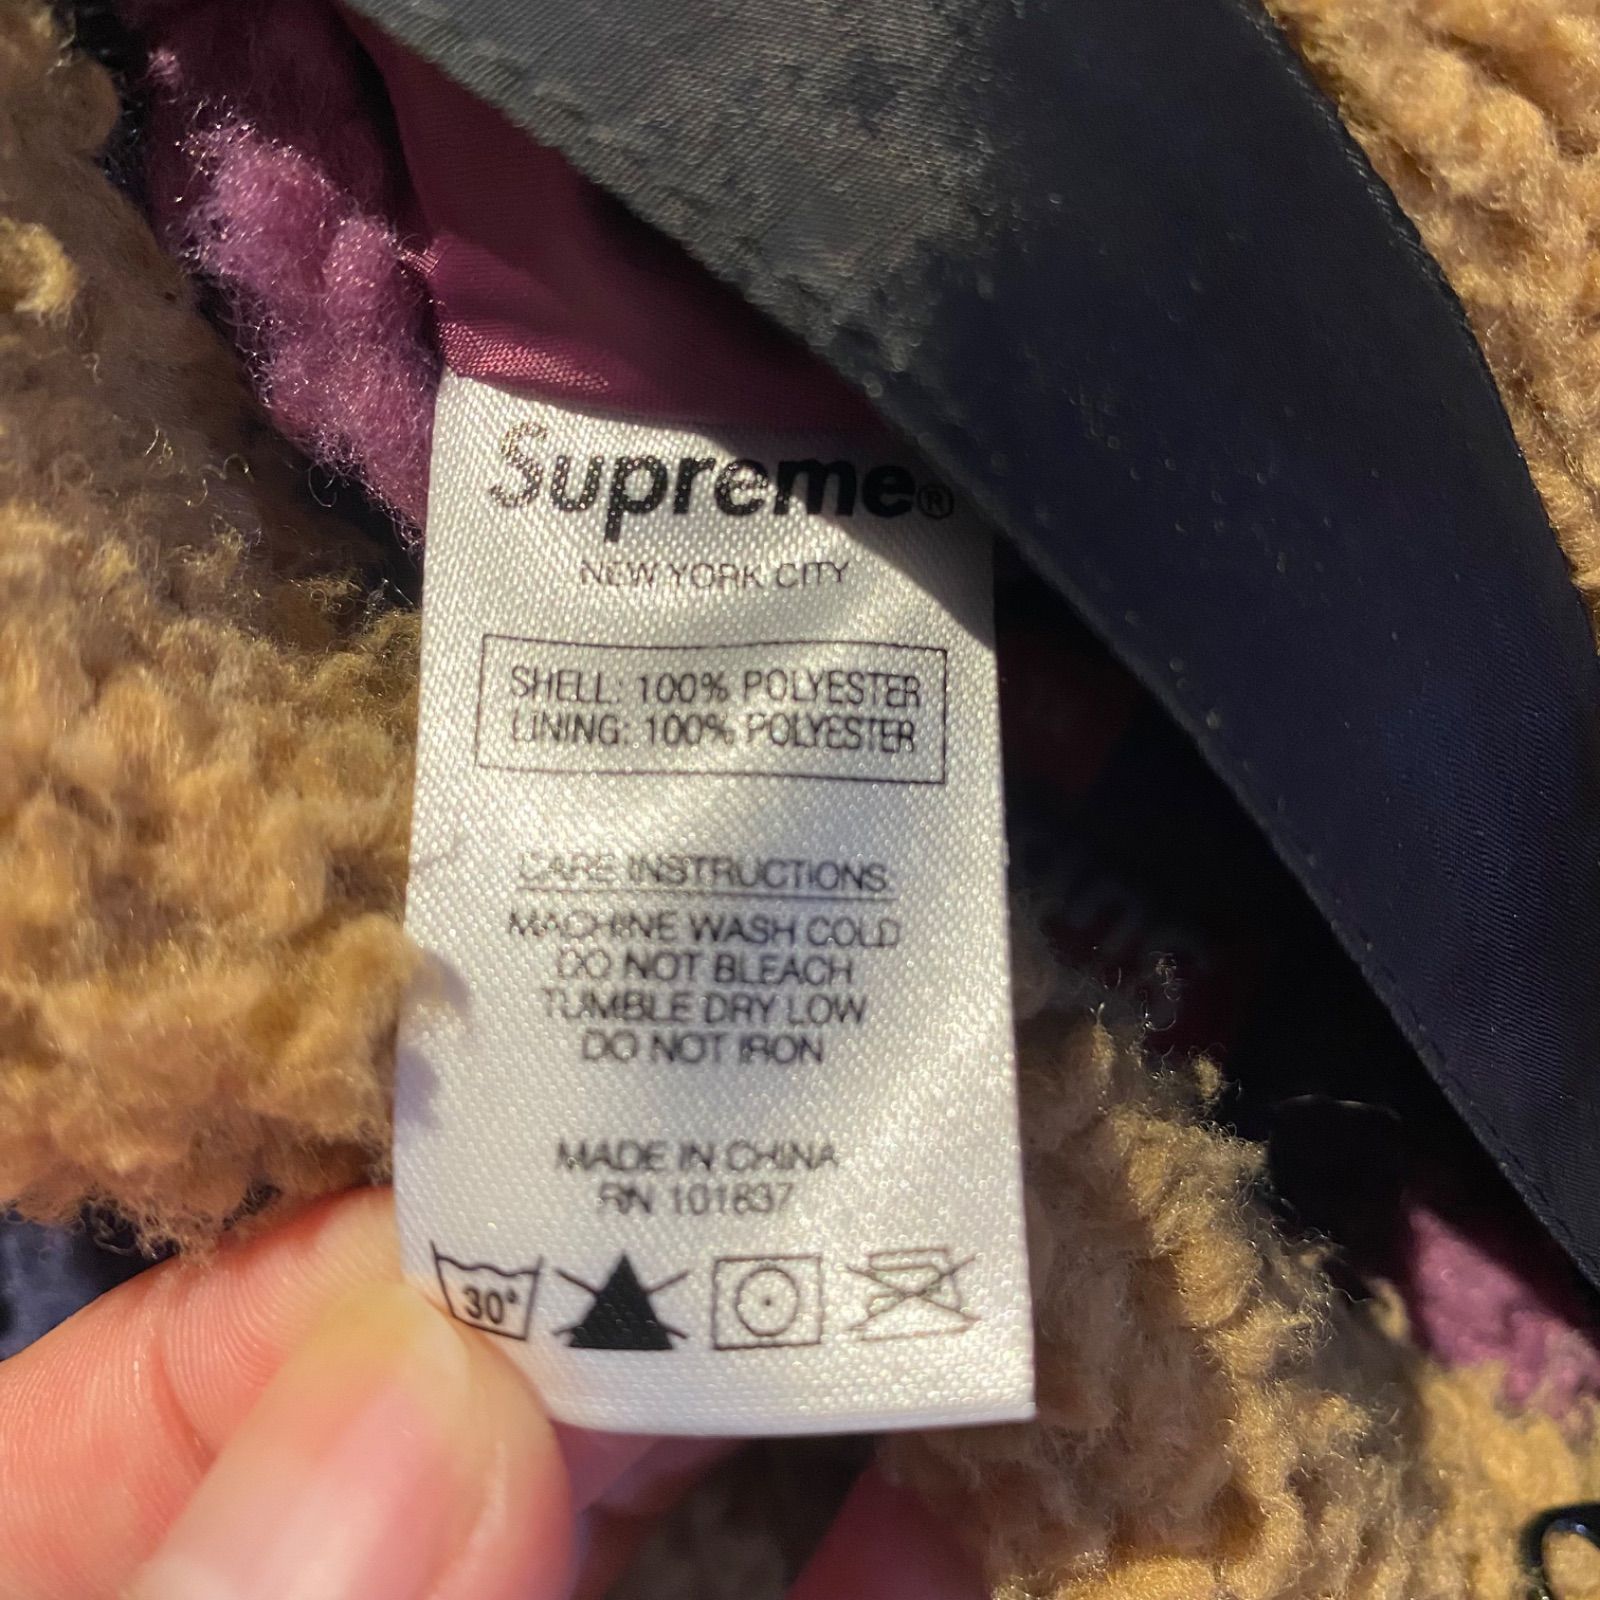 Supreme®
NEW YORK CITY
SHELL: 100% POLYESTER
LINING: 100% POLYESTER
CARE INSTRUCTIONS
MACHINE WASH COLD
DO NOT BLEACH
TUMBLE DRY LOW
DO NOT IRON
MADE IN CHINA
RN 101837
30°